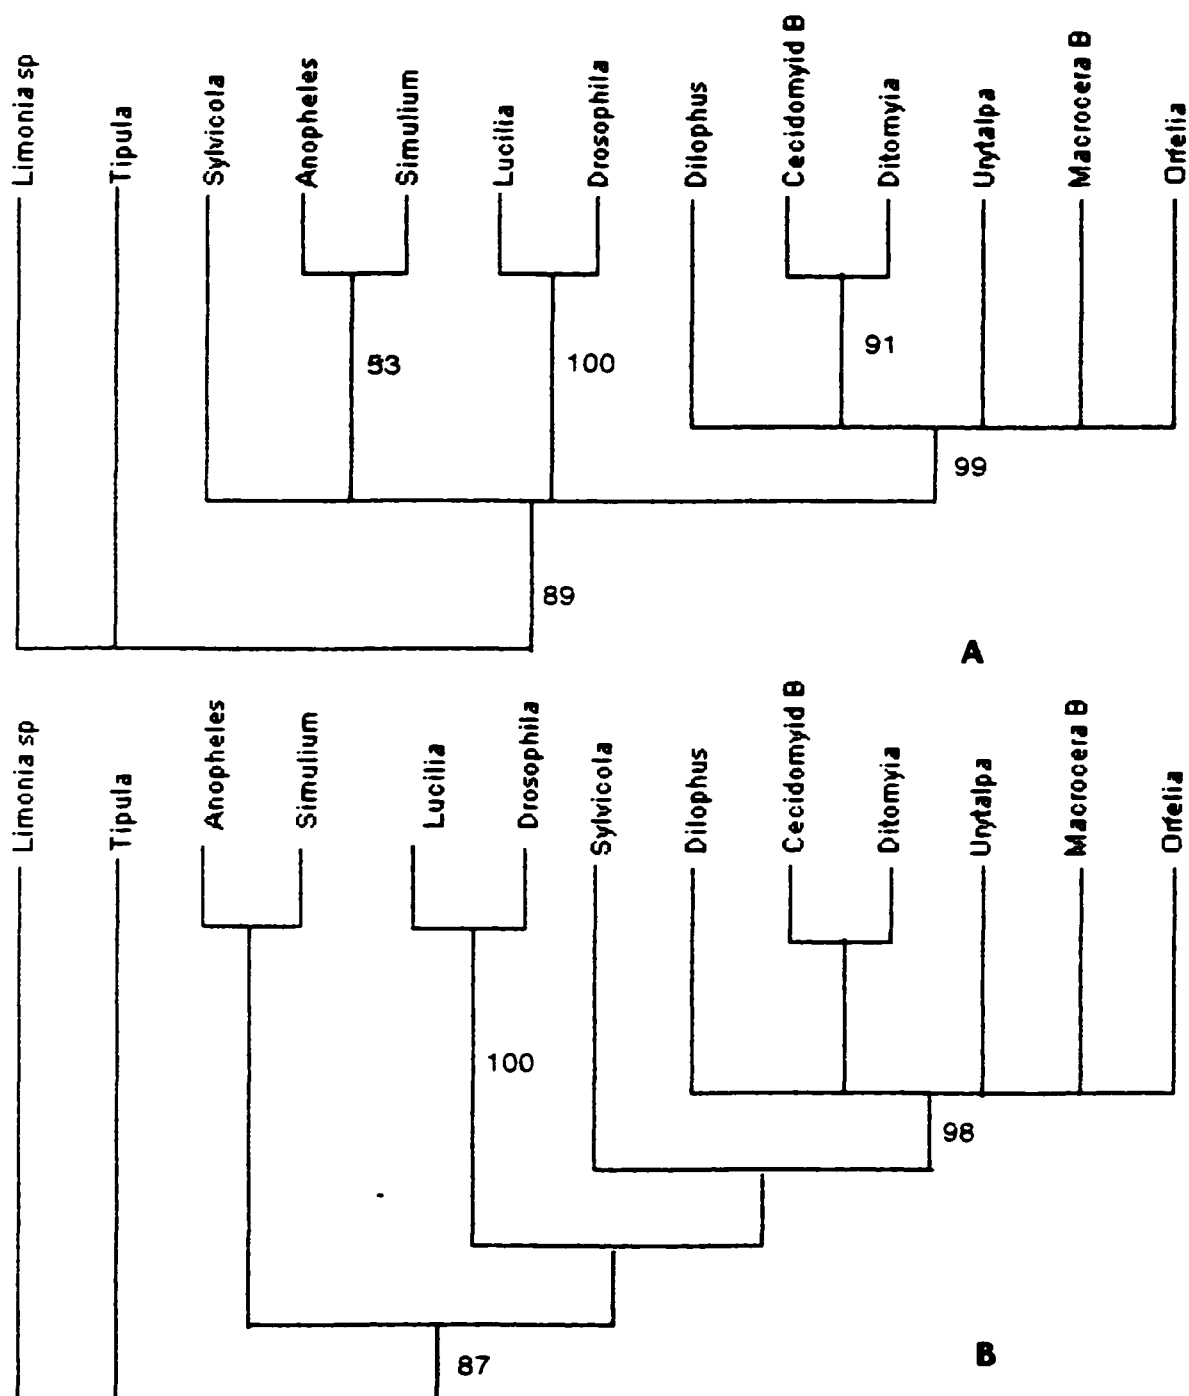 Limonia sp
Tipula
Sylvicola
Anopheles
Simulium
Lucilia
Drosophila
Dilophus
Cecidomyid B
Ditomyia
Urytalpa
Macrocera B
Orfelia
53
100
91
99
89
A
Limonia sp
Tipula
Anopheles
Simulium
Lucilia
Drosophila
Sylvicola
Dilophus
Cecidomyid B
Ditomyia
Urytalpa
Macrocera B
Orfelia
100
98
87
B